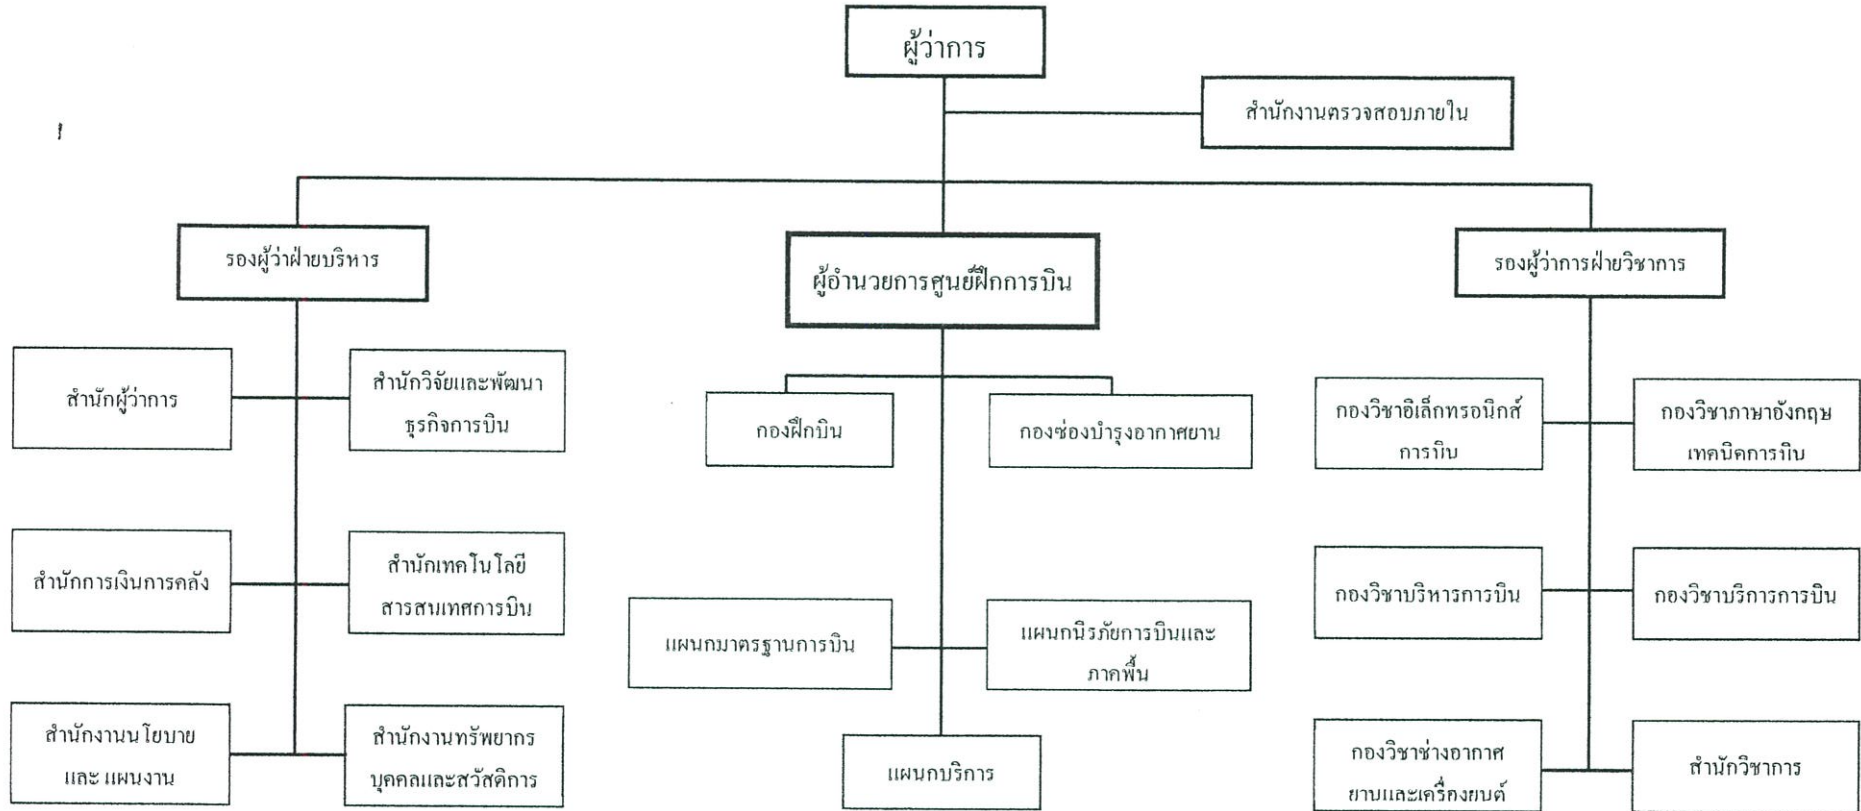 ผู้ว่าการ
สำนักงานตรวจสอบภายใน
รองผู้ว่าฝ่ายบริหาร
ผู้อำนวยการศูนย์ฝึกการบิน
รองผู้ว่าการฝ่ายวิชาการ
สำนักผู้ว่าการ
สำนักวิจัยและพัฒนา
ธุรกิจการบิน
กองฝึกบิน
กองซ่องบำรุงอากาศยาน
กองวิชาอิเล็กทรอนิกส์
การบิน
กองวิชาภาษาอังกฤษ
เทคนิคการบิน
สำนักการเงินการคลัง
สำนักเทคโนโลยี
สารสนเทศการบิน
แผนกมาตรฐานการบิน
แผนกนิรภัยการบินและ
ภาคพื้น
กองวิชาบริหารการบิน
กองวิชาบริการการบิน
สำนักงานนโยบาย
และ แผนงาน
สำนักงานทรัพยากร
บุคคลและสวัสดิการ
แผนกบริการ
กองวิชาช่างอากาศ
ยานและเครื่องยนต์
สำนักวิชาการ